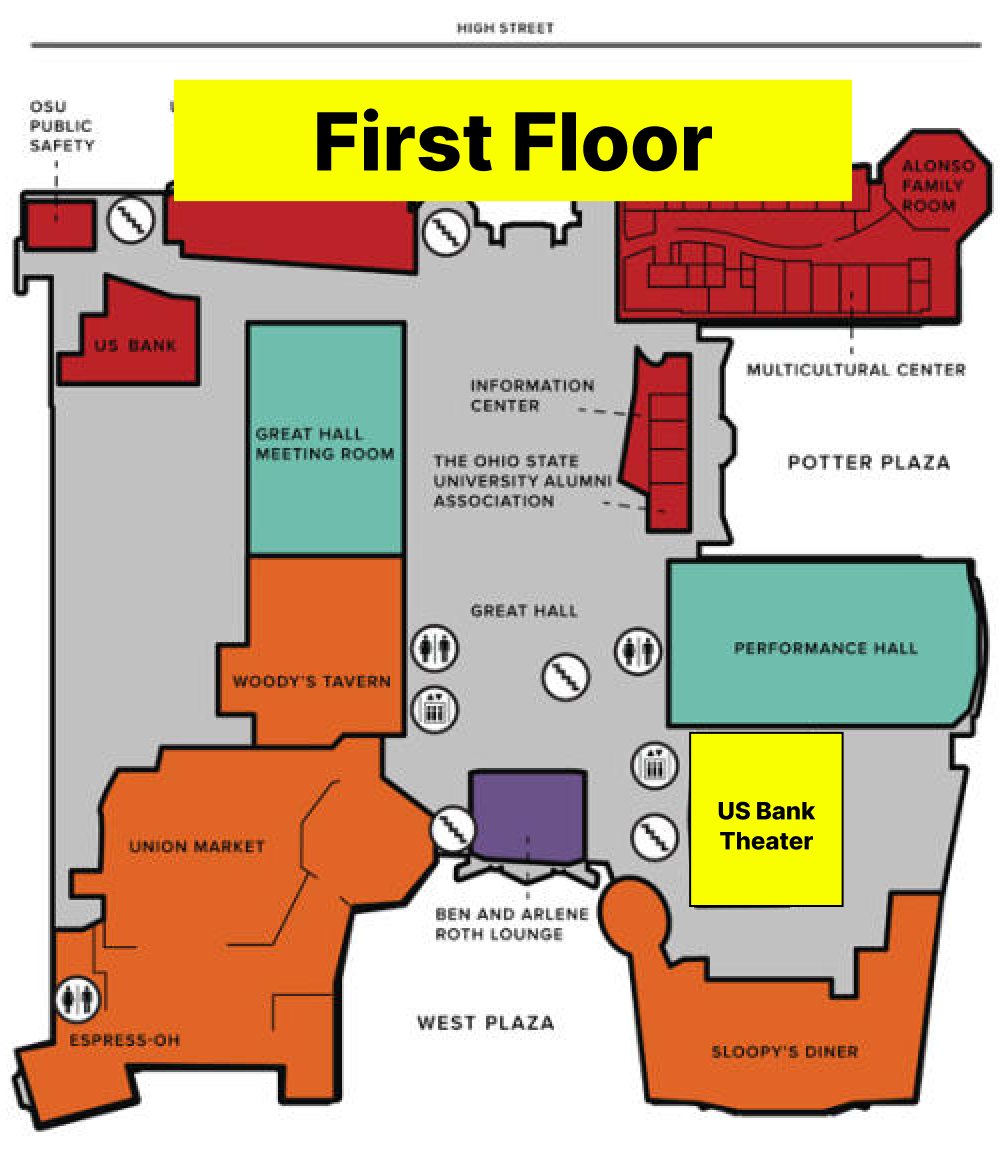 HIGH STREET
OSU
PUBLIC
SAFETY
First Floor
ALONSO
FAMILY
ROOM
US BANK
MULTICULTURAL CENTER
INFORMATION
CENTER
GREAT HALL
MEETING ROOM
THE OHIO STATE
UNIVERSITY ALUMNI
ASSOCIATION
POTTER PLAZA
GREAT HALL
PERFORMANCE HALL
WOODY'S TAVERN
US Bank
Theater
UNION MARKET
BEN AND ARLENE
ROTH LOUNGE
WEST PLAZA
ESPRESS-OH
SLOOPY'S DINER